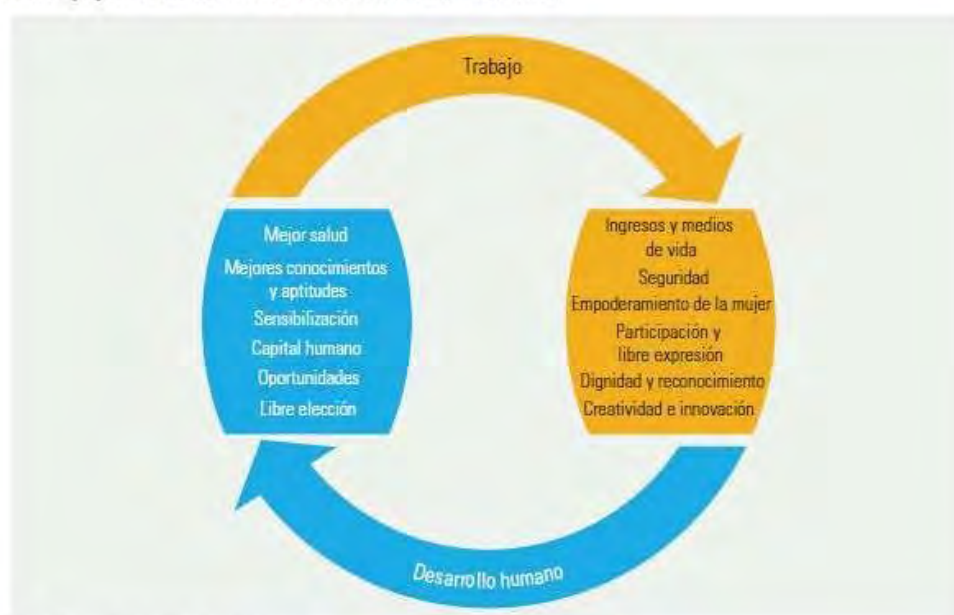 Trabajo
Mejor salud
Mejores conocimientos
y aptitudes
Sensibilización
Capital humano
Oportunidades
Libre elección
Ingresos y medios
de vida
Seguridad
Empoderamiento de la mujer
Participación y
libre expresión
Dignidad y reconocimiento
Creatividad e innovación
Desarrollo humano